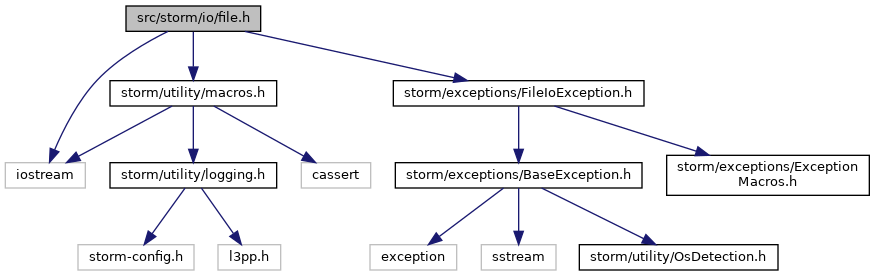 src/storm/io/file.h
storm/utility/macros.h
storm/exceptions/FileIoException.h
iostream
storm/utility/logging.h
cassert
storm/exceptions/BaseException.h
storm/exceptions/Exception
Macros.h
storm-config.h
l3pp.h
exception
sstream
storm/utility/OsDetection.h